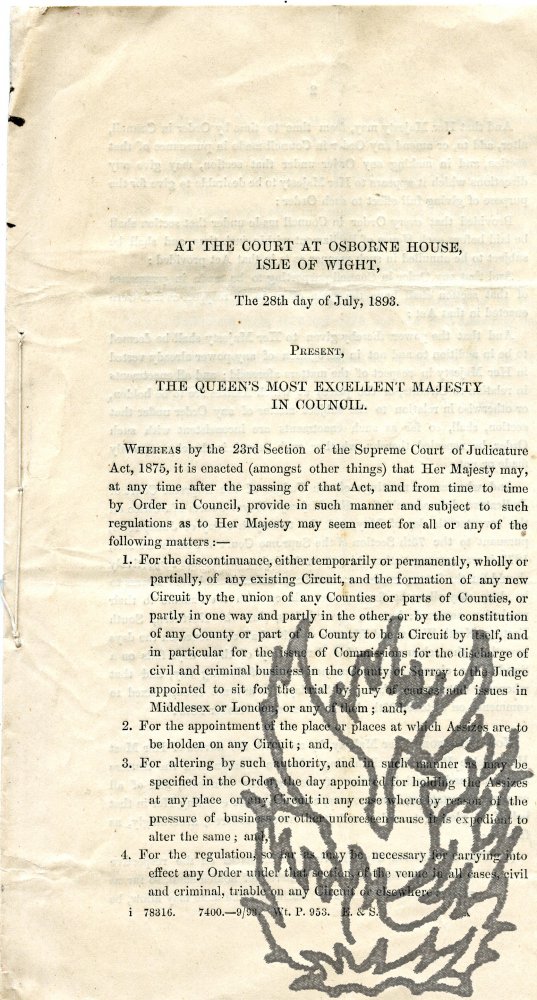 AT THE COURT AT OSBORNE HOUSE,
ISLE OF WIGHT,
The 28th day of July, 1893.
PRESENT,
THE QUEEN'S MOST EXCELLENT MAJESTY
IN COUNCIL.
WHEREAS by the 23rd Section of the Supreme Court of Judicature
Act, 1875, it is enacted (amongst other things) that Her Majesty may,
at any time after the passing of that Act, and from time to time
by Order in Council, provide in such manner and subject to such
regulations as to Her Majesty may seem meet for all or any of the
following matters :—
1. For the discontinuance, either temporarily or permanently, wholly or
partially, of any existing Circuit, and the formation of any new
Circuit by the union of any Counties or parts of Counties, or
partly in one way and partly in the other, or by the constitution
of any County or part of a County to be a Circuit by itself, and
in particular for the issue of Commissions for the discharge of
civil and criminal business in the County of Surrey to the Judge
appointed to sit for the trial by jury of causes and issues in
Middlesex or London, or any of them ; and,
2. For the appointment of the place or places at which Assizes are to
be holden on any Circuit ; and,
3. For altering by such authority, and in such manner as may be
specified in the Order, the day appointed for holding the Assizes
at any place on any Circuit in any case where by reason of the
pressure of business or other unforeseen cause it is expedient to
alter the same ; and,
4. For the regulation, so far as may be necessary for carrying into
effect any Order under that section, of the venue in all cases, civil
and criminal, triable on any Circuit or elsewhere :
i 78316. 7400.—9/93. Wt. P. 953. E. & S. A